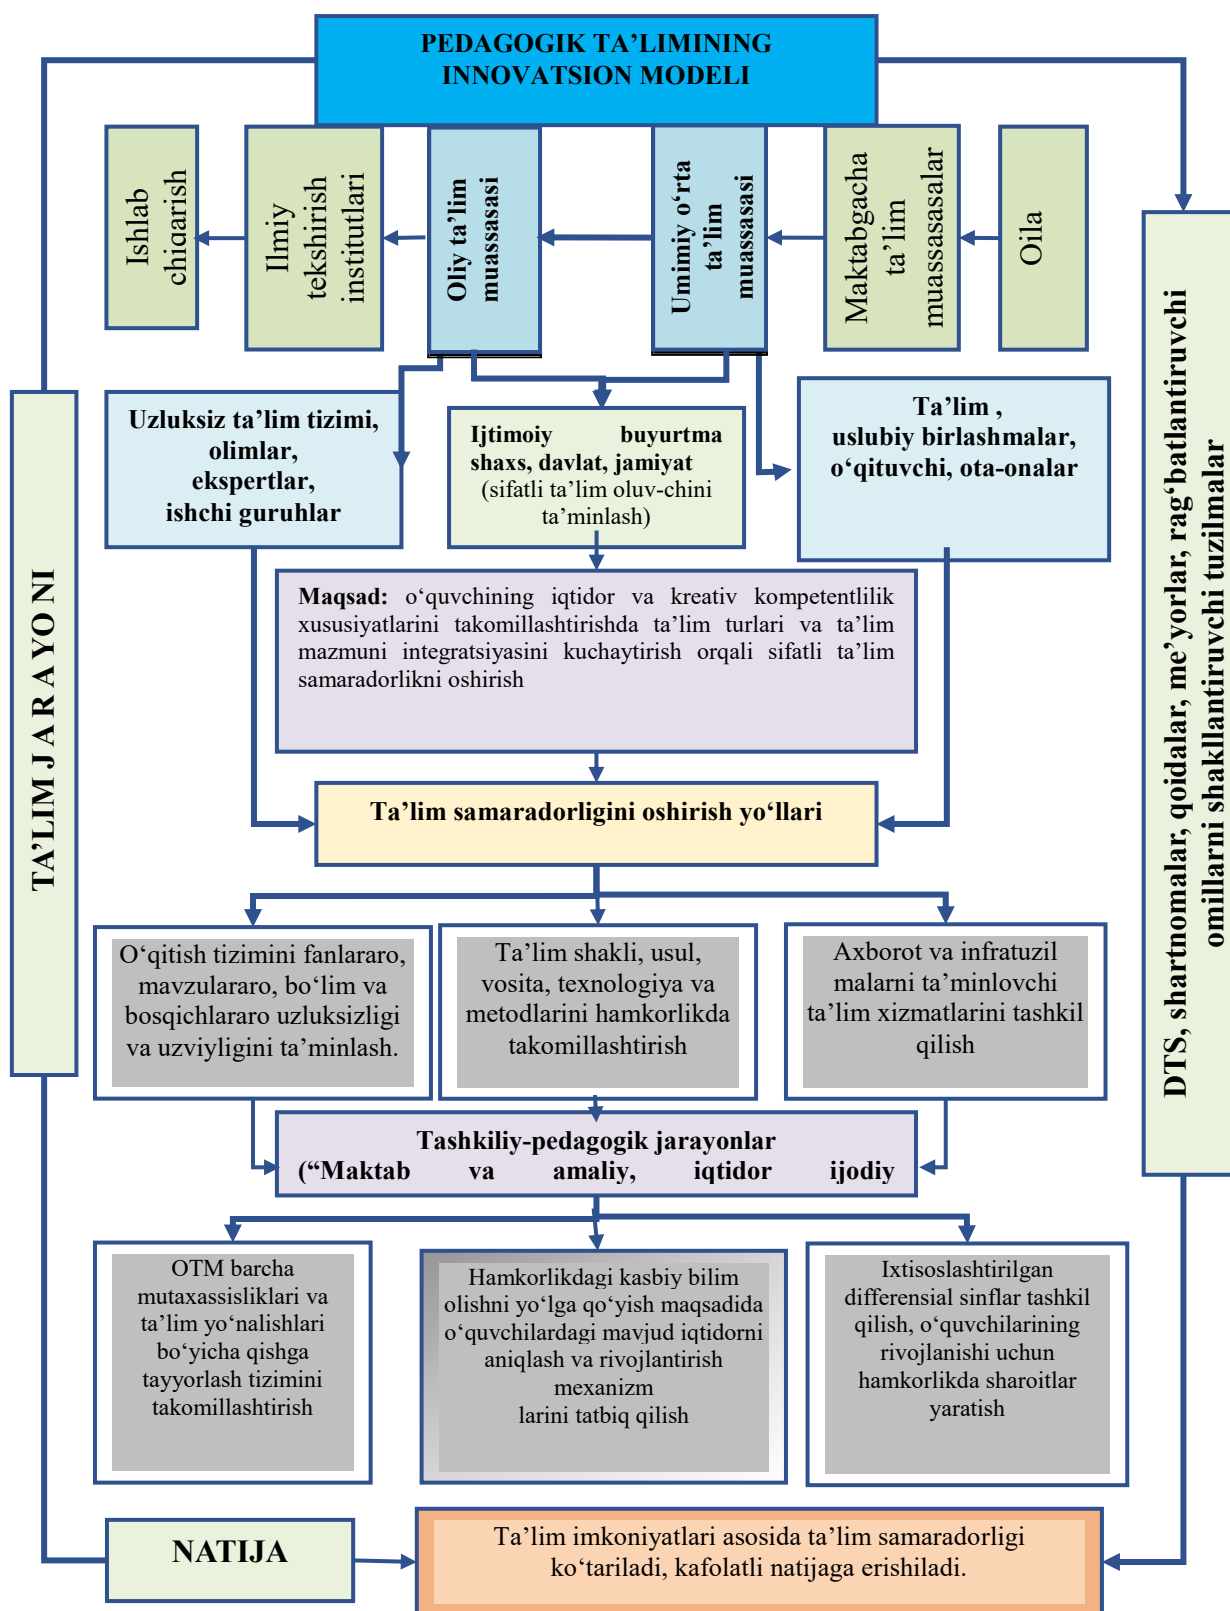 PEDAGOGIK TA’LIMINING
INNOVATSION MODELI
Ishlab
chiqarish
Ilmiy
tekshirish
institutlari
Oliy ta’lim
muassasasi
Umimiy o‘rta
ta’lim
muassasasi
Maktabgacha
ta’lim
muassasasalar
Oila
TA’LIM J A R A YO NI
DTS, shartnomalar, qoidalar, me’yorlar, rag‘batlantiruvchi
omillarni shakllantiruvchi tuzilmalar
Uzluksiz ta’lim tizimi,
olimlar,
ekspertlar,
ishchi guruhlar
Ijtimoiy buyurtma
shaxs, davlat, jamiyat
(sifatli ta’lim oluv-chini
ta’minlash)
Ta’lim ,
uslubiy birlashmalar,
o‘qituvchi, ota-onalar
Maqsad: o‘quvchining iqtidor va kreativ kompetentlilik
xususiyatlarini takomillashtirishda ta’lim turlari va ta’lim
mazmuni integratsiyasini kuchaytirish orqali sifatli ta’lim
samaradorlikni oshirish
Ta’lim samaradorligini oshirish yo‘llari
O‘qitish tizimini fanlararo,
mavzulararo, bo‘lim va
bosqichlararo uzluksizligi
va uzviyligini ta’minlash.
Ta’lim shakli, usul,
vosita, texnologiya va
metodlarini hamkorlikda
takomillashtirish
Axborot va infratuzil
malarni ta’minlovchi
ta’lim xizmatlarini tashkil
qilish
Tashkiliy-pedagogik jarayonlar
(“Maktab va amaliy, iqtidor ijodiy
OTM barcha
mutaxassisliklari va
ta’lim yo‘nalishlari
bo‘yicha qishga
tayyorlash tizimini
takomillashtirish
Hamkorlikdagi kasbiy bilim
olishni yo‘lga qo‘yish maqsadida
o‘quvchilardagi mavjud iqtidorni
aniqlash va rivojlantirish
mexanizm
larini tatbiq qilish
Ixtisoslashtirilgan
differensial sinflar tashkil
qilish, o‘quvchilarining
rivojlanishi uchun
hamkorlikda sharoitlar
yaratish
NATIJA
Ta’lim imkoniyatlari asosida ta’lim samaradorligi
ko‘tariladi, kafolatli natijaga erishiladi.